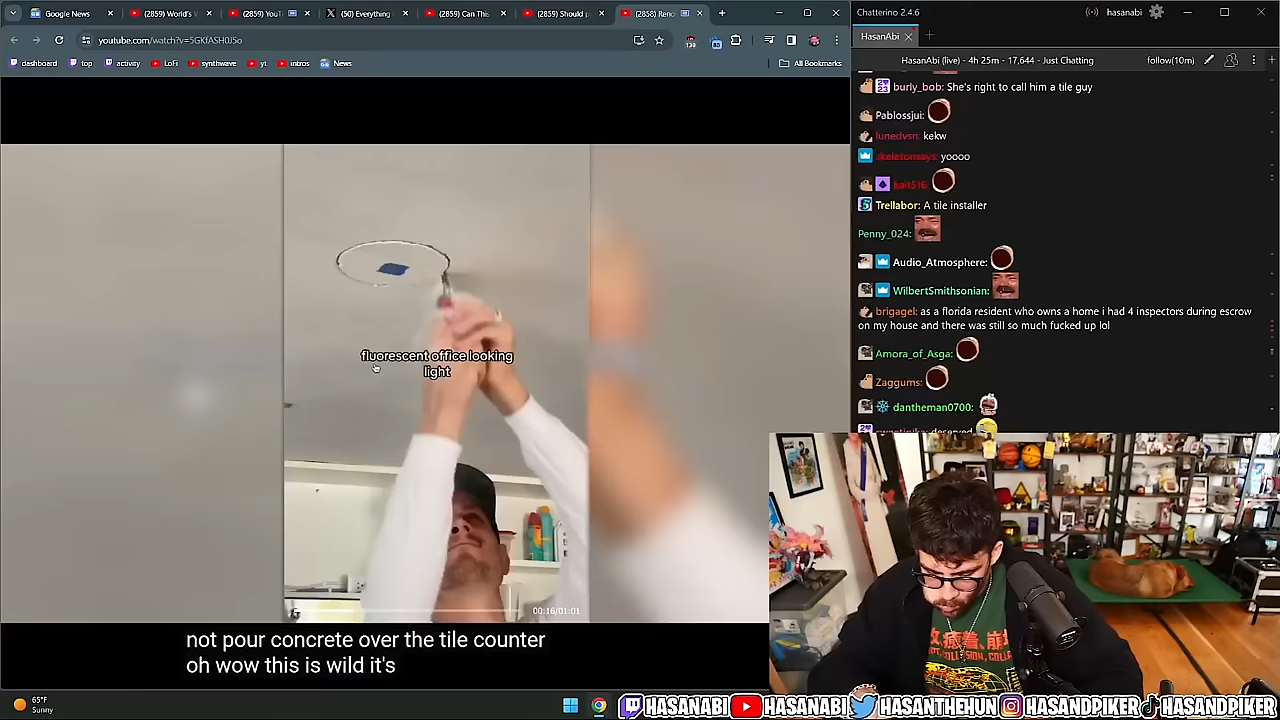 Google News
(2859) World's
(2859) YouT
(50) Everything
(2859) Can This
(2859) Should p
(2858) Reno
youtube.com/watch?v=5GKfASH0J5o
dashboard
top
activity
LoFi
synthwave
yt
intros
News
All Bookmarks
fluorescent office looking
light
00:16/01:01
not pour concrete over the tile counter
oh wow this is wild it's
Chatterino 2.4.6
hasanabi
HasanAbi
HasanAbi (live) - 4h 25m - 17,644 - Just Chatting
follow(10m)
burly_bob: She's right to call him a tile guy
Pablossjui:
lunedvsn: kekw
skeletonsays: yoooo
kait516:
Trellabor: A tile installer
Penny_024:
Audio_Atmosphere:
WilbertSmithsonian:
brigagel: as a florida resident who owns a home i had 4 inspectors during escrow
on my house and there was still so much fucked up lol
Amora_of_Asga:
Zaggums:
dantheman0700:
65°F
Sunny
HASANABI
HASANABI
HASANTHEHUN
HASANDPIKER
HASANDPIKER